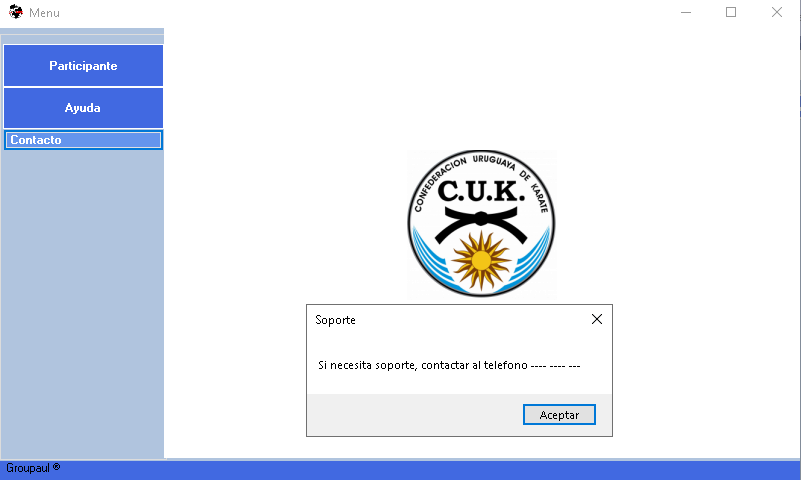 Menu
Participante
Ayuda
Contacto
CONFEDERACION URUGUAYA DE KARATE
C.U.K.
Soporte
Si necesita soporte, contactar al telefono ---- ---- ---
Aceptar
Groupaul ®